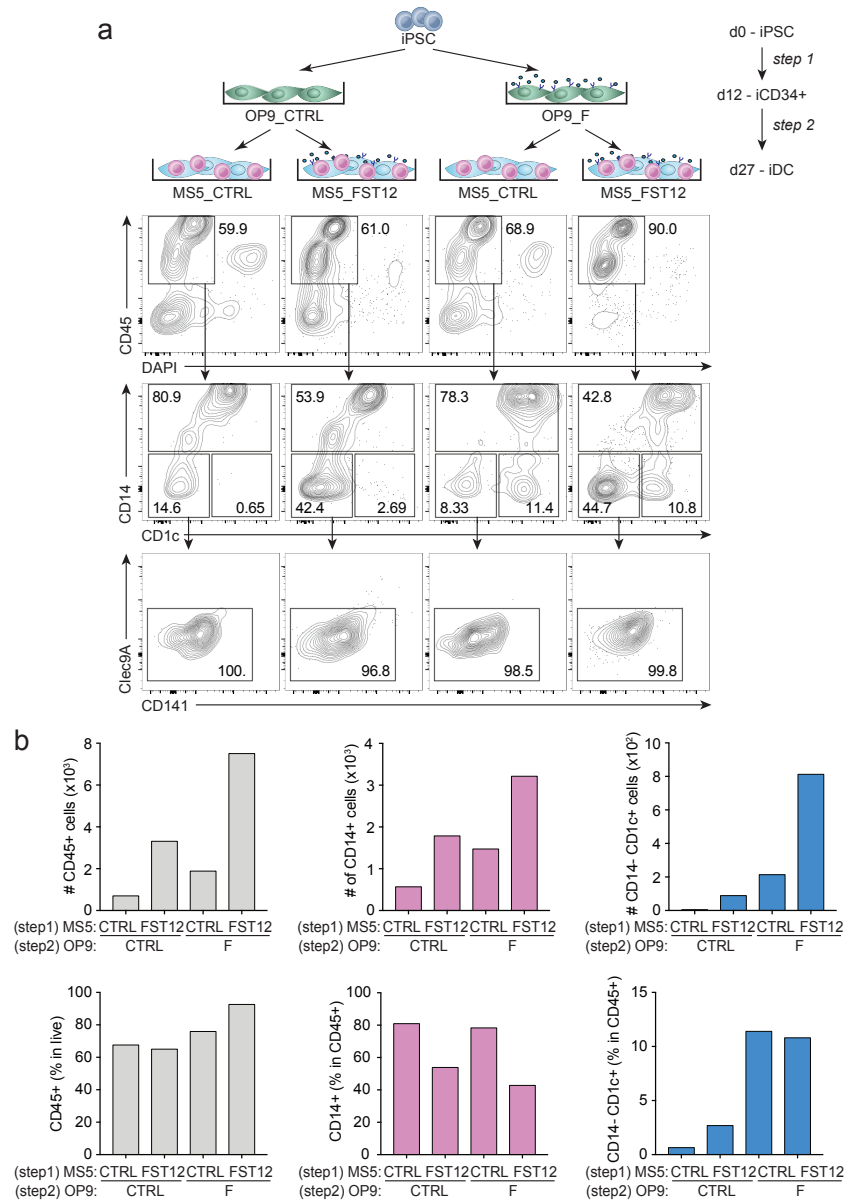 a
iPSC
d0 - iPSC
step 1
d12 - iCD34+
step 2
d27 - iDC
OP9_CTRL
OP9_F
MS5_CTRL
MS5_FST12
MS5_CTRL
MS5_FST12
59.9
61.0
68.9
90.0
CD45
DAPI
80.9
53.9
78.3
42.8
14.6
0.65
42.4
2.69
8.33
11.4
44.7
10.8
CD14
CD1c
100.
96.8
98.5
99.8
Clec9A
CD141
b
# CD45+ cells (x10³)
8
6
4
2
0
(step1) MS5: CTRL FST12 CTRL FST12
(step2) OP9: CTRL F
# of CD14+ cells (x10³)
4
3
2
1
0
(step1) MS5: CTRL FST12 CTRL FST12
(step2) OP9: CTRL F
# CD14- CD1c+ cells (x10²)
10
8
6
4
2
0
(step1) MS5: CTRL FST12 CTRL FST12
(step2) OP9: CTRL F
CD45+ (% in live)
100
80
60
40
20
0
(step1) MS5: CTRL FST12 CTRL FST12
(step2) OP9: CTRL F
CD14+ (% in CD45+)
100
80
60
40
20
0
(step1) MS5: CTRL FST12 CTRL FST12
(step2) OP9: CTRL F
CD14- CD1c+ (% in CD45+)
15
10
5
0
(step1) MS5: CTRL FST12 CTRL FST12
(step2) OP9: CTRL F